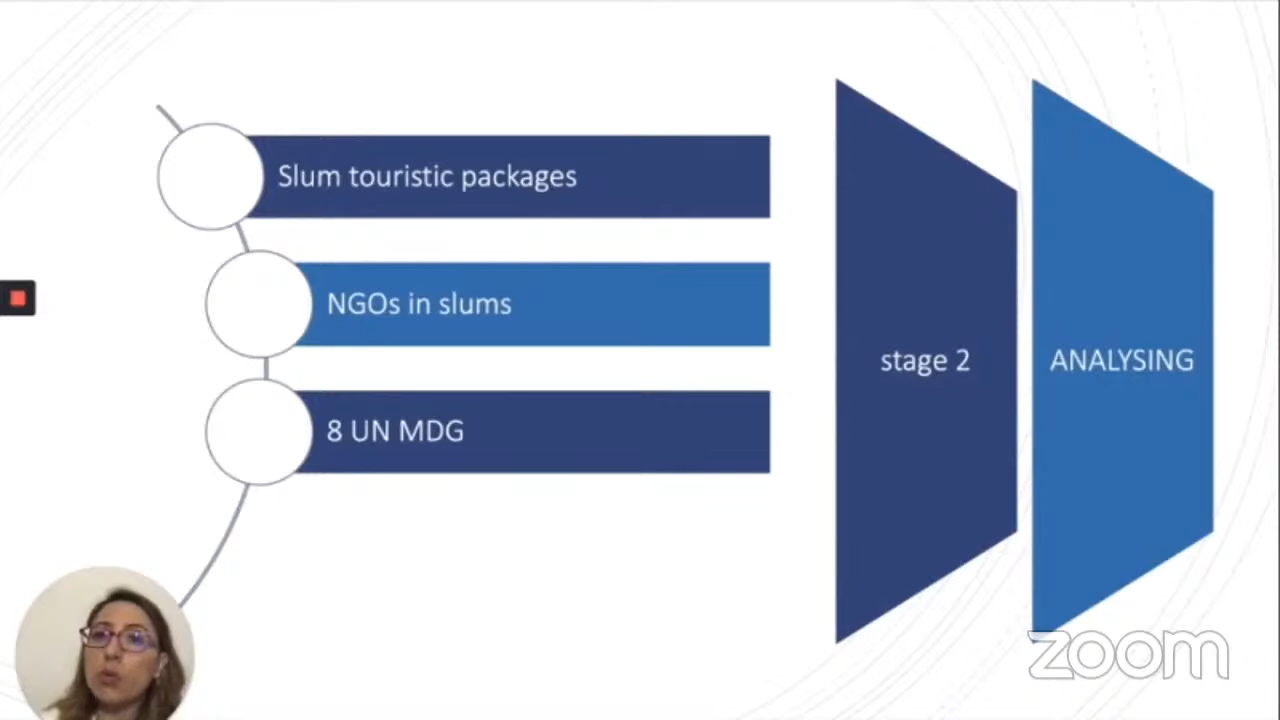 Slum touristic packages
NGOs in slums
8 UN MDG
stage 2
ANALYSING
zoom